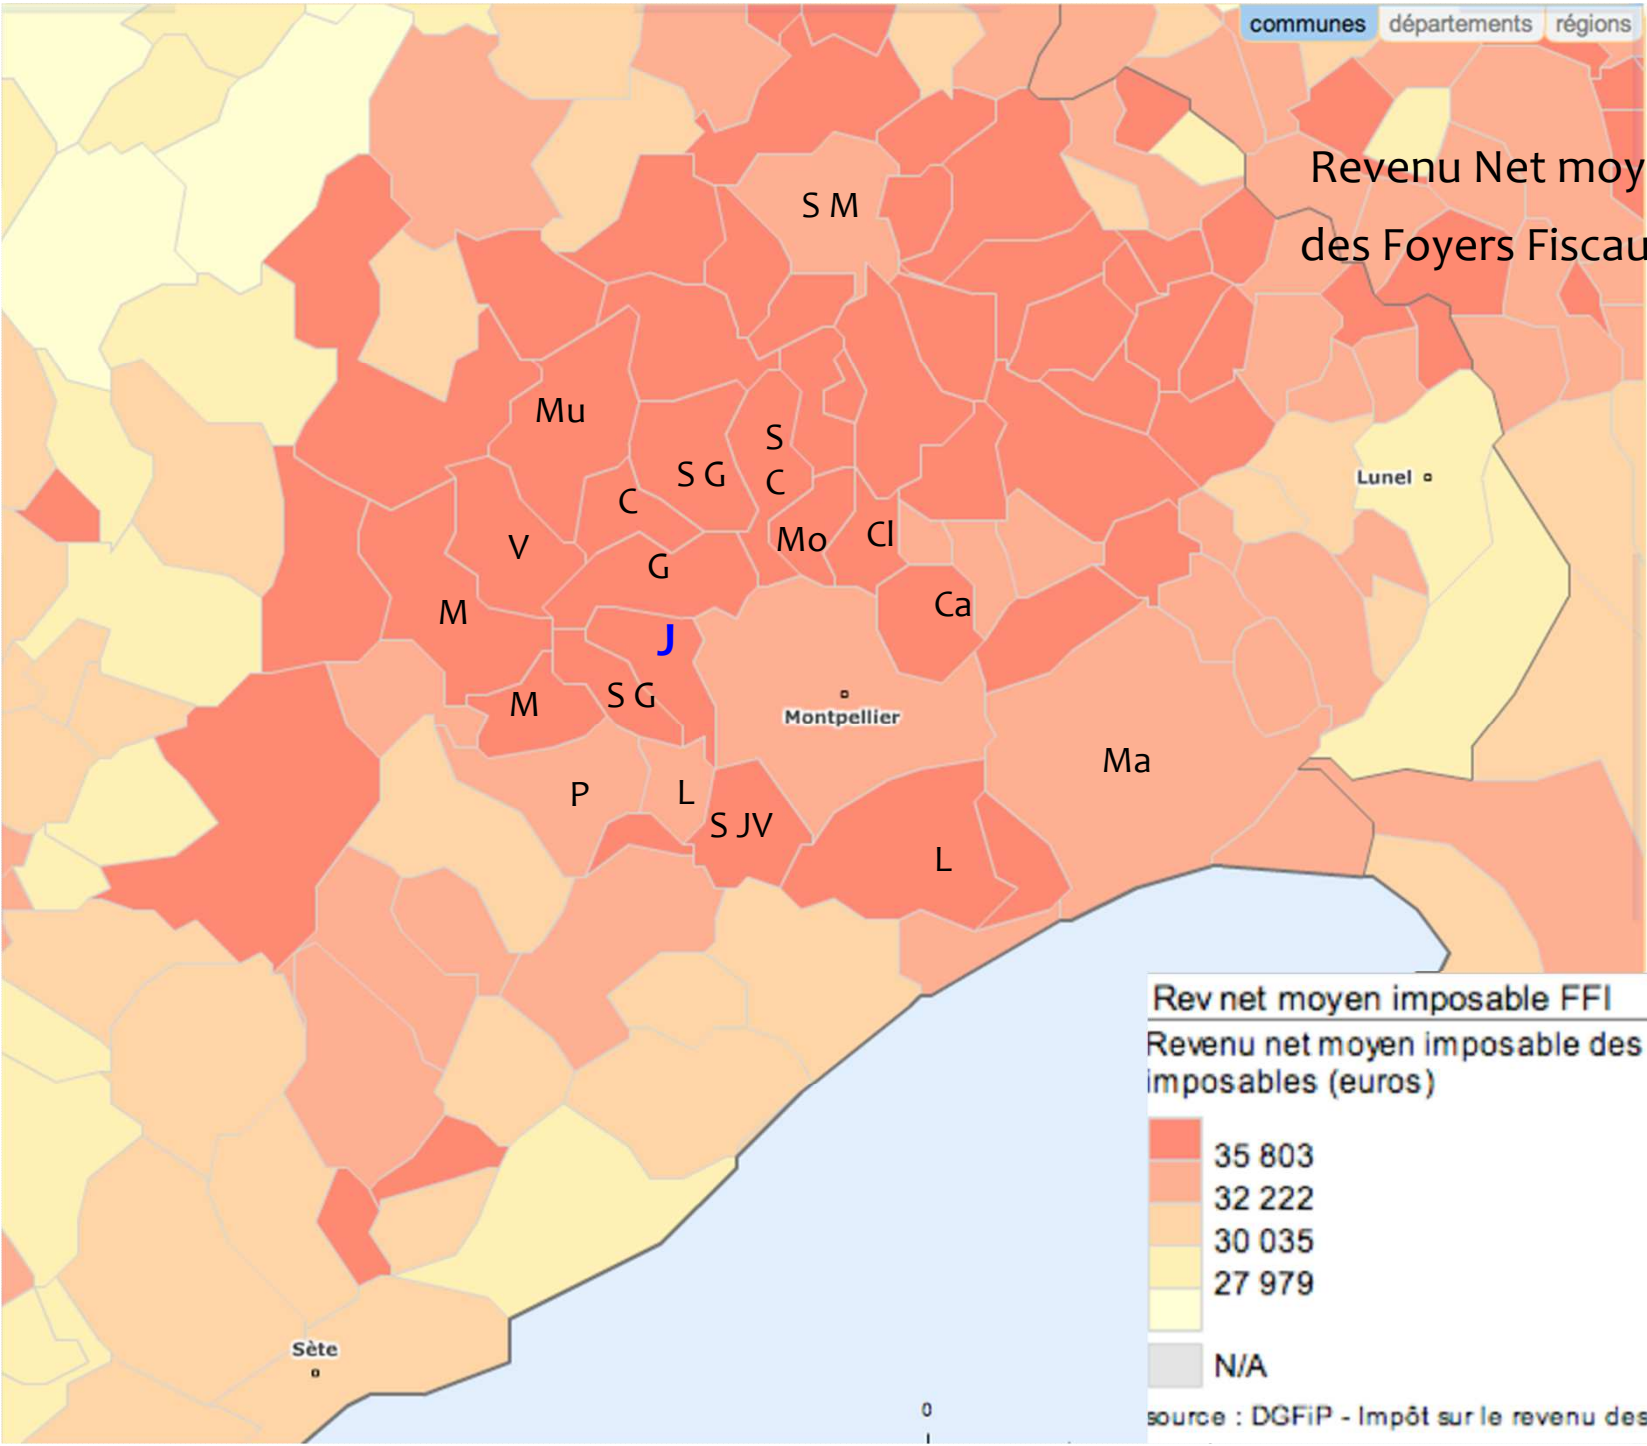 communes départements régions
Revenu Net moy
des Foyers Fiscau
S M
Mu
S G
S
C
C
Lunel
V
G
Mo
Cl
M
J
Ca
M
S G
Montpellier
P
L
S JV
Ma
L
Sète
0
Rev net moyen imposable FFI
Revenu net moyen imposable des
imposables (euros)
35 803
32 222
30 035
27 979
N/A
source : DGFiP - Impôt sur le revenu des